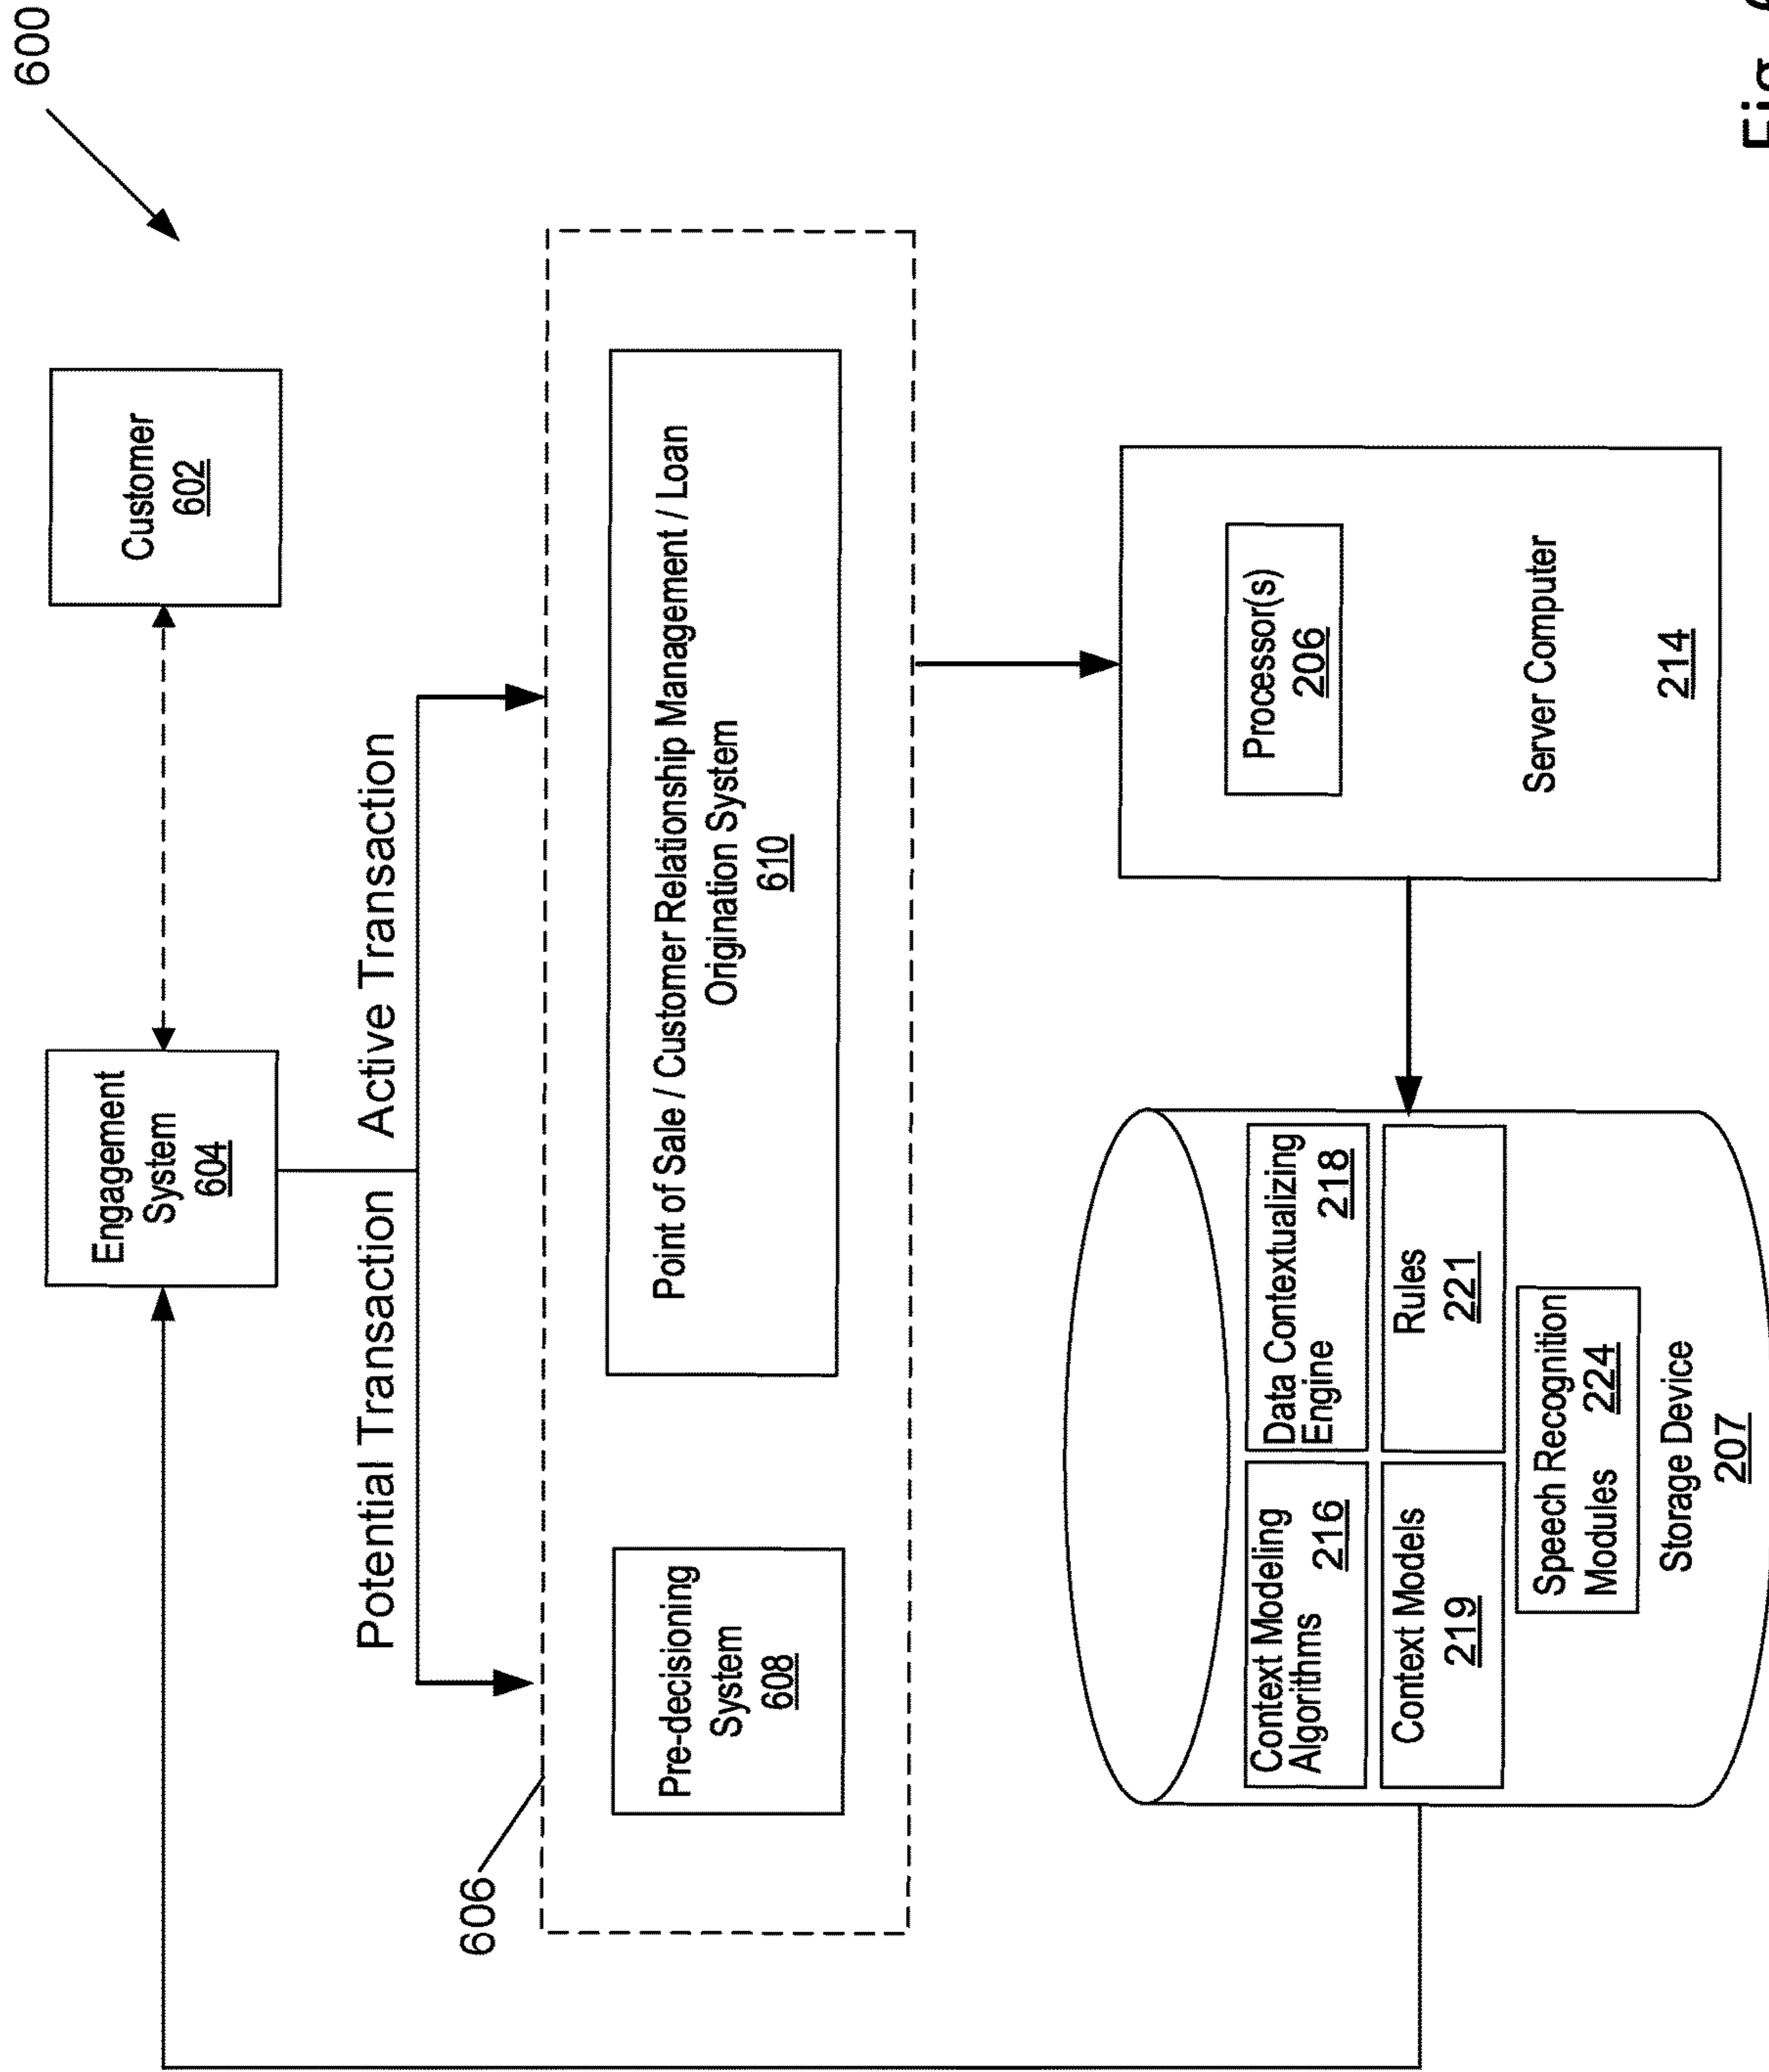 600
Engagement
System
604
Customer
602
Potential Transaction
Active Transaction
606
Pre-decisioning
System
608
Point of Sale / Customer Relationship Management / Loan
Origination System
610
Context Modeling
Algorithms 216
Data Contextualizing
Engine 218
Context Models
219
Rules
221
Speech Recognition
Modules 224
Storage Device
207
Processor(s)
206
Server Computer
214
Fig.